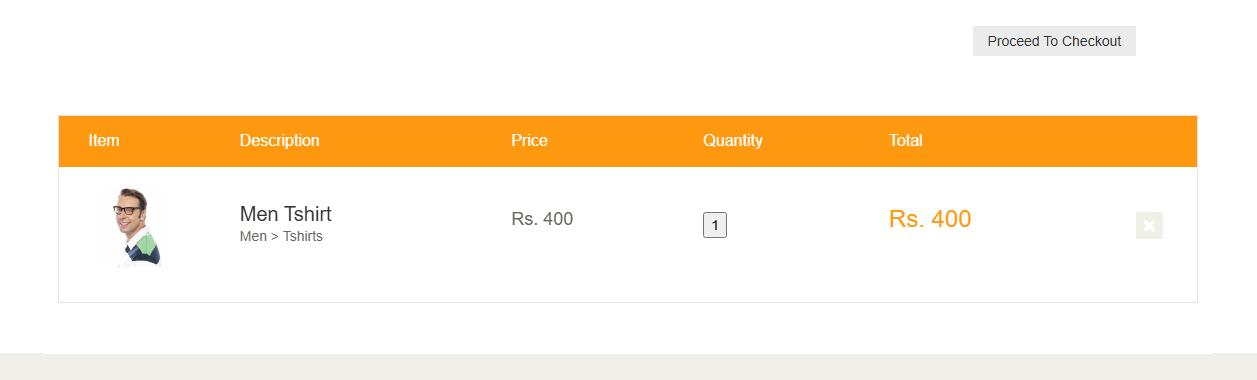 Proceed To Checkout
Item Description Price Quantity Total
Men Tshirt
Men > Tshirts
Rs. 400
1
Rs. 400